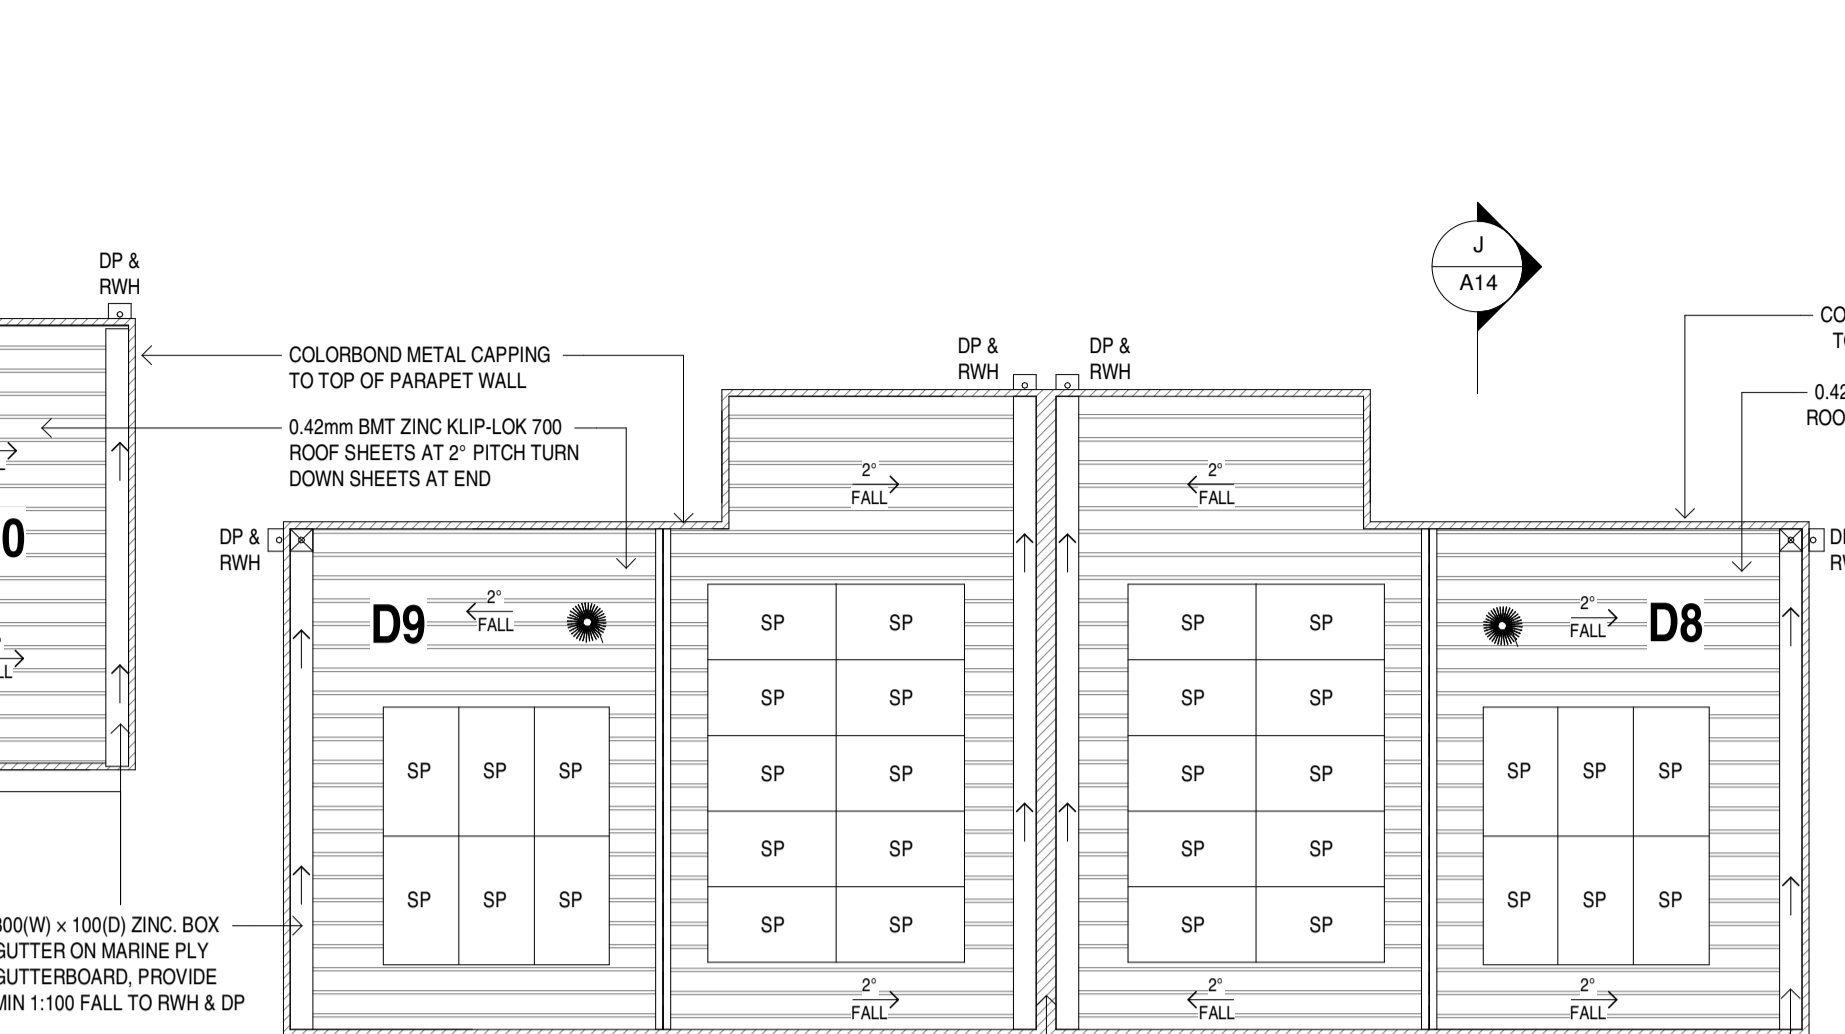 J
A14
DP &
RWH
COLORBOND METAL CAPPING
TO TOP OF PARAPET WALL
0.42mm BMT ZINC KLIP-LOK 700
ROOF SHEETS AT 2° PITCH TURN
DOWN SHEETS AT END
DP &
RWH
DP &
RWH
DP &
RWH
2°
FALL
2°
FALL
D9
2°
FALL
2°
FALL
D8
SP SP
SP SP
SP SP
SP SP
SP SP
SP SP
SP SP
SP SP
SP SP
SP SP
SP SP SP
SP SP SP
SP SP SP
SP SP SP
(W) × 100(D) ZINC. BOX
GUTTER ON MARINE PLY
GUTTERBOARD, PROVIDE
MIN 1:100 FALL TO RWH & DP
2°
FALL
2°
FALL
2°
FALL